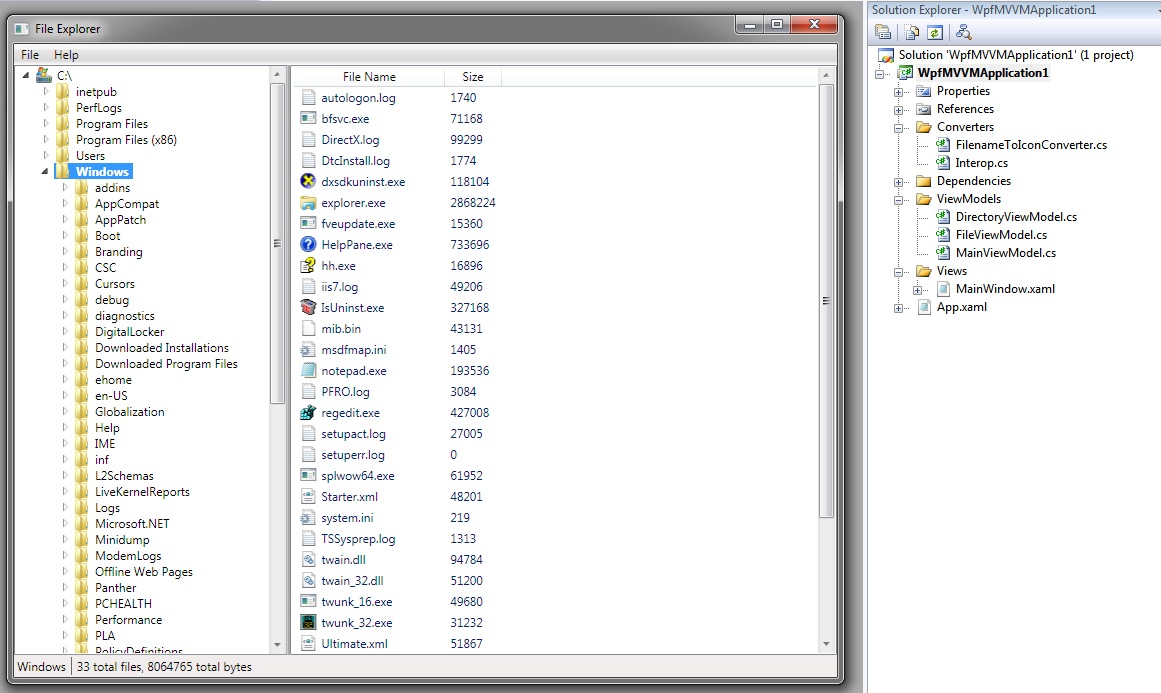 File Explorer
File Help
C:\
inetpub
PerfLogs
Program Files
Program Files (x86)
Users
Windows
addins
AppCompat
AppPatch
Boot
Branding
CSC
Cursors
debug
diagnostics
DigitalLocker
Downloaded Installations
Downloaded Program Files
ehome
en-US
Globalization
Help
IME
inf
L2Schemas
LiveKernelReports
Logs
Microsoft.NET
Minidump
ModemLogs
Offline Web Pages
Panther
PCHEALTH
Performance
PLA
PolicyDefinitions
File Name Size
autologon.log 1740
bfsvc.exe 71168
DirectX.log 99299
DtcInstall.log 1774
dxsdkuninst.exe 118104
explorer.exe 2868224
fveupdate.exe 15360
HelpPane.exe 733696
hh.exe 16896
iis7.log 49206
IsUninst.exe 327168
mib.bin 43131
msdfmap.ini 1405
notepad.exe 193536
PFRO.log 3084
regedit.exe 427008
setupact.log 27005
setuperr.log 0
splwow64.exe 61952
Starter.xml 48201
system.ini 219
TSSysprep.log 1313
twain.dll 94784
twain_32.dll 51200
twunk_16.exe 49680
twunk_32.exe 31232
Ultimate.xml 51867
Windows 33 total files, 8064765 total bytes
Solution Explorer - WpfMVVMApplication1
Solution 'WpfMVVMApplication1' (1 project)
WpfMVVMApplication1
Properties
References
Converters
FilenameToIconConverter.cs
Interop.cs
Dependencies
ViewModels
DirectoryViewModel.cs
FileViewModel.cs
MainViewModel.cs
Views
MainWindow.xaml
App.xaml